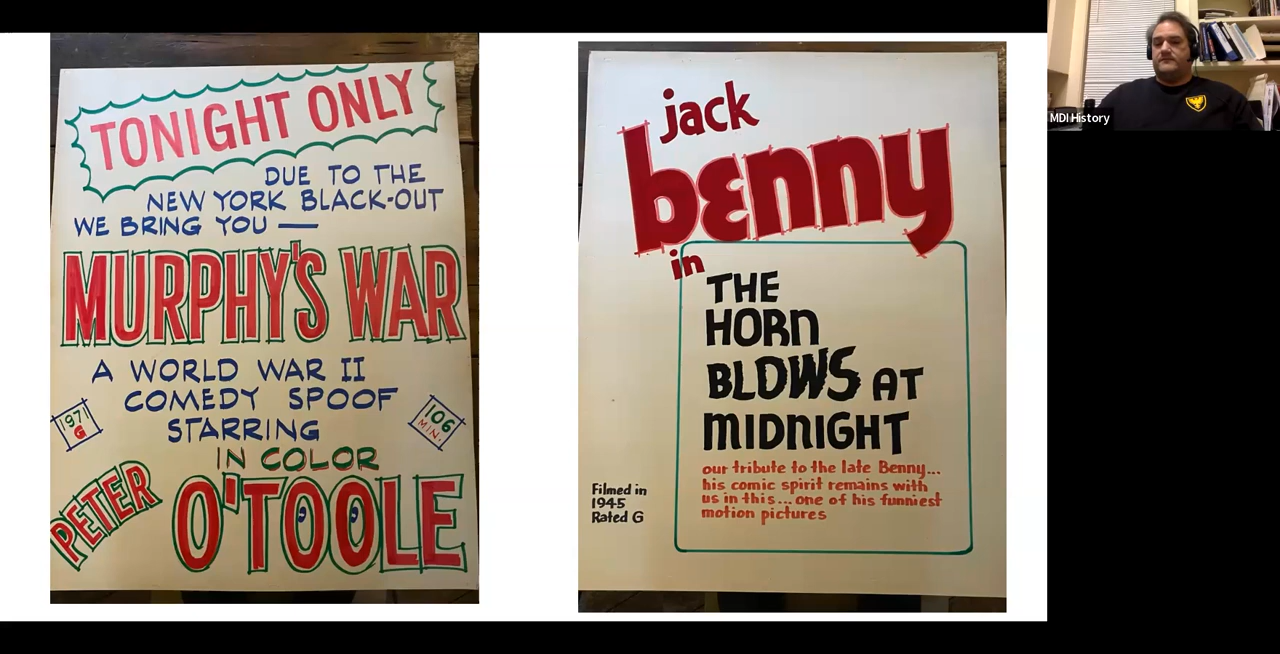 TONIGHT ONLY
DUE TO THE
NEW YORK BLACK-OUT
WE BRING YOU —
MURPHY'S WAR
A WORLD WAR II
COMEDY SPOOF
STARRING
1971
G
106
MIN.
IN COLOR
PETER
O'TOOLE
jack
benny
in
THE
HORN
BLOWS AT
MIDNIGHT
our tribute to the late Benny...
his comic spirit remains with
us in this... one of his funniest
motion pictures
Filmed in
1945
Rated G
MDI History